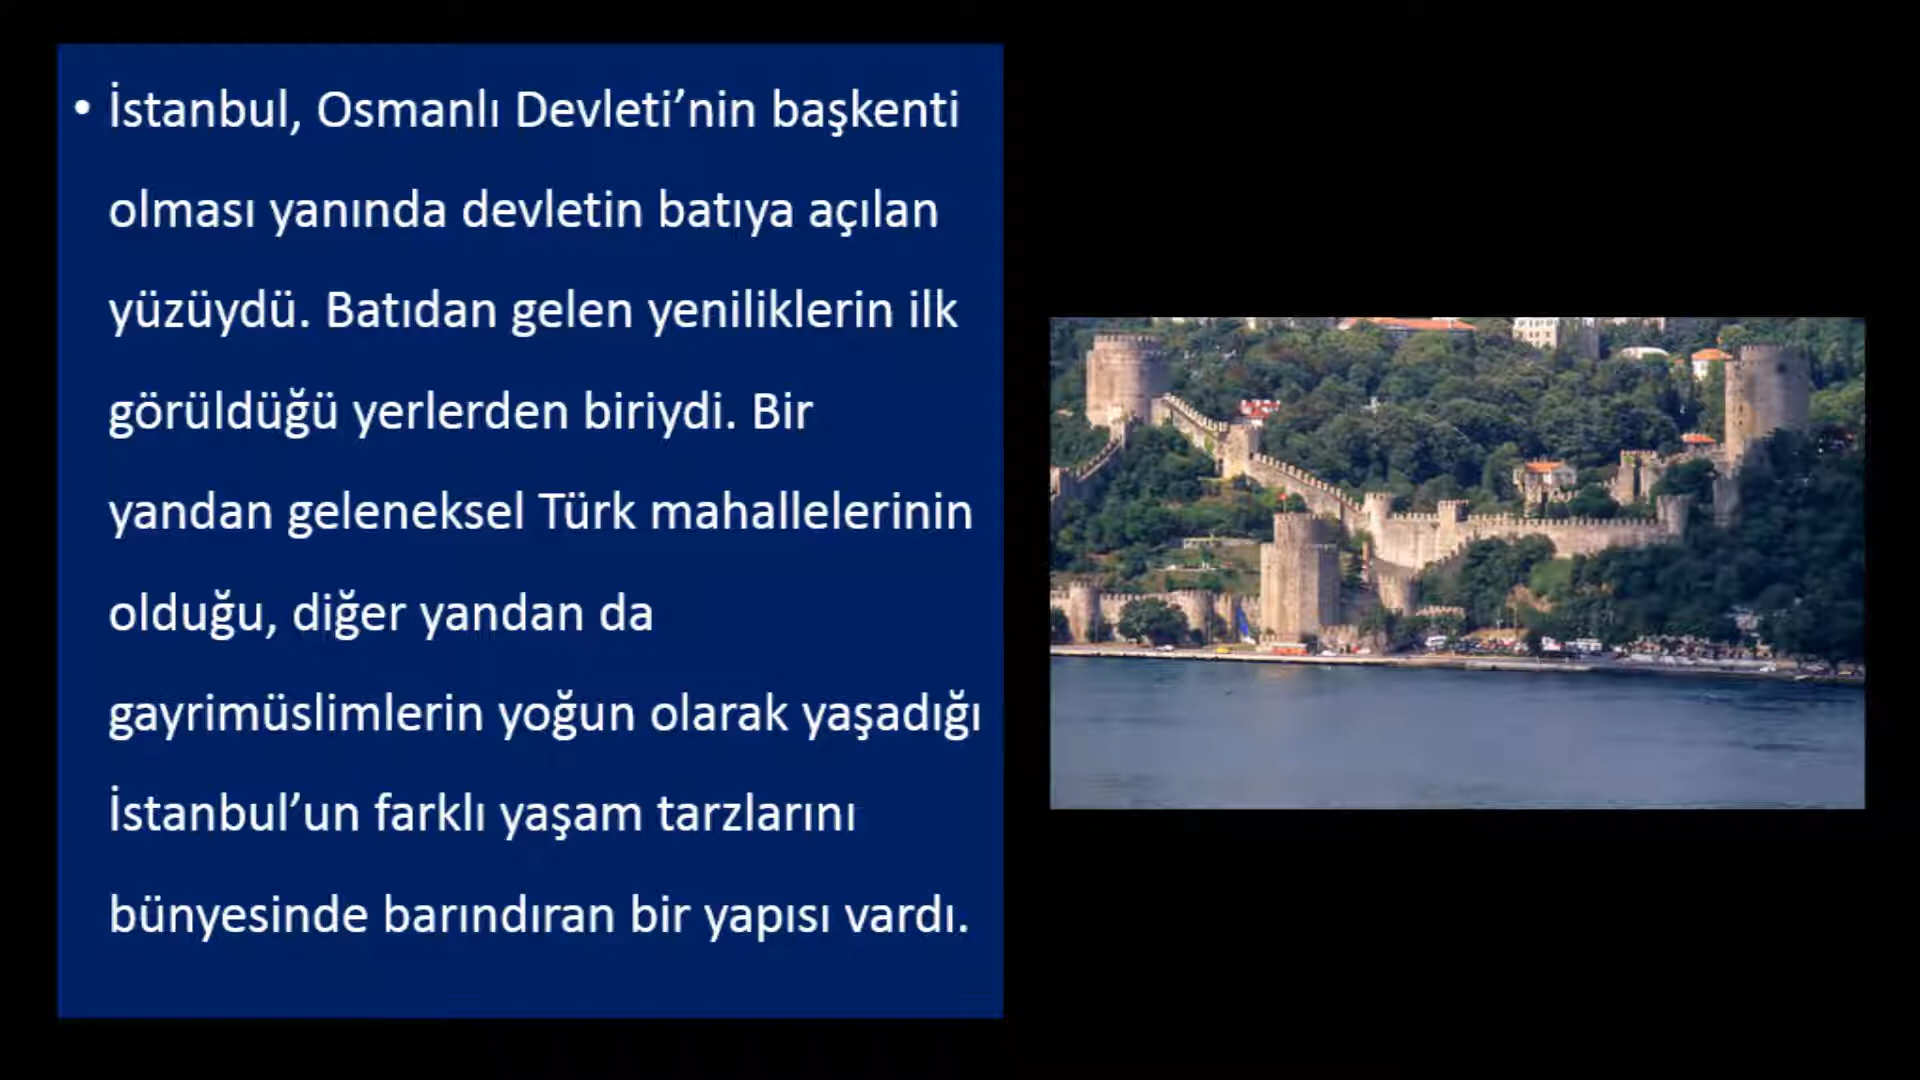 • İstanbul, Osmanlı Devleti’nin başkenti
olması yanında devletin batıya açılan
yüzüydü. Batıdan gelen yeniliklerin ilk
görüldüğü yerlerden biriydi. Bir
yandan geleneksel Türk mahallelerinin
olduğu, diğer yandan da
gayrimüslimlerin yoğun olarak yaşadığı
İstanbul’un farklı yaşam tarzlarını
bünyesinde barındıran bir yapısı vardı.